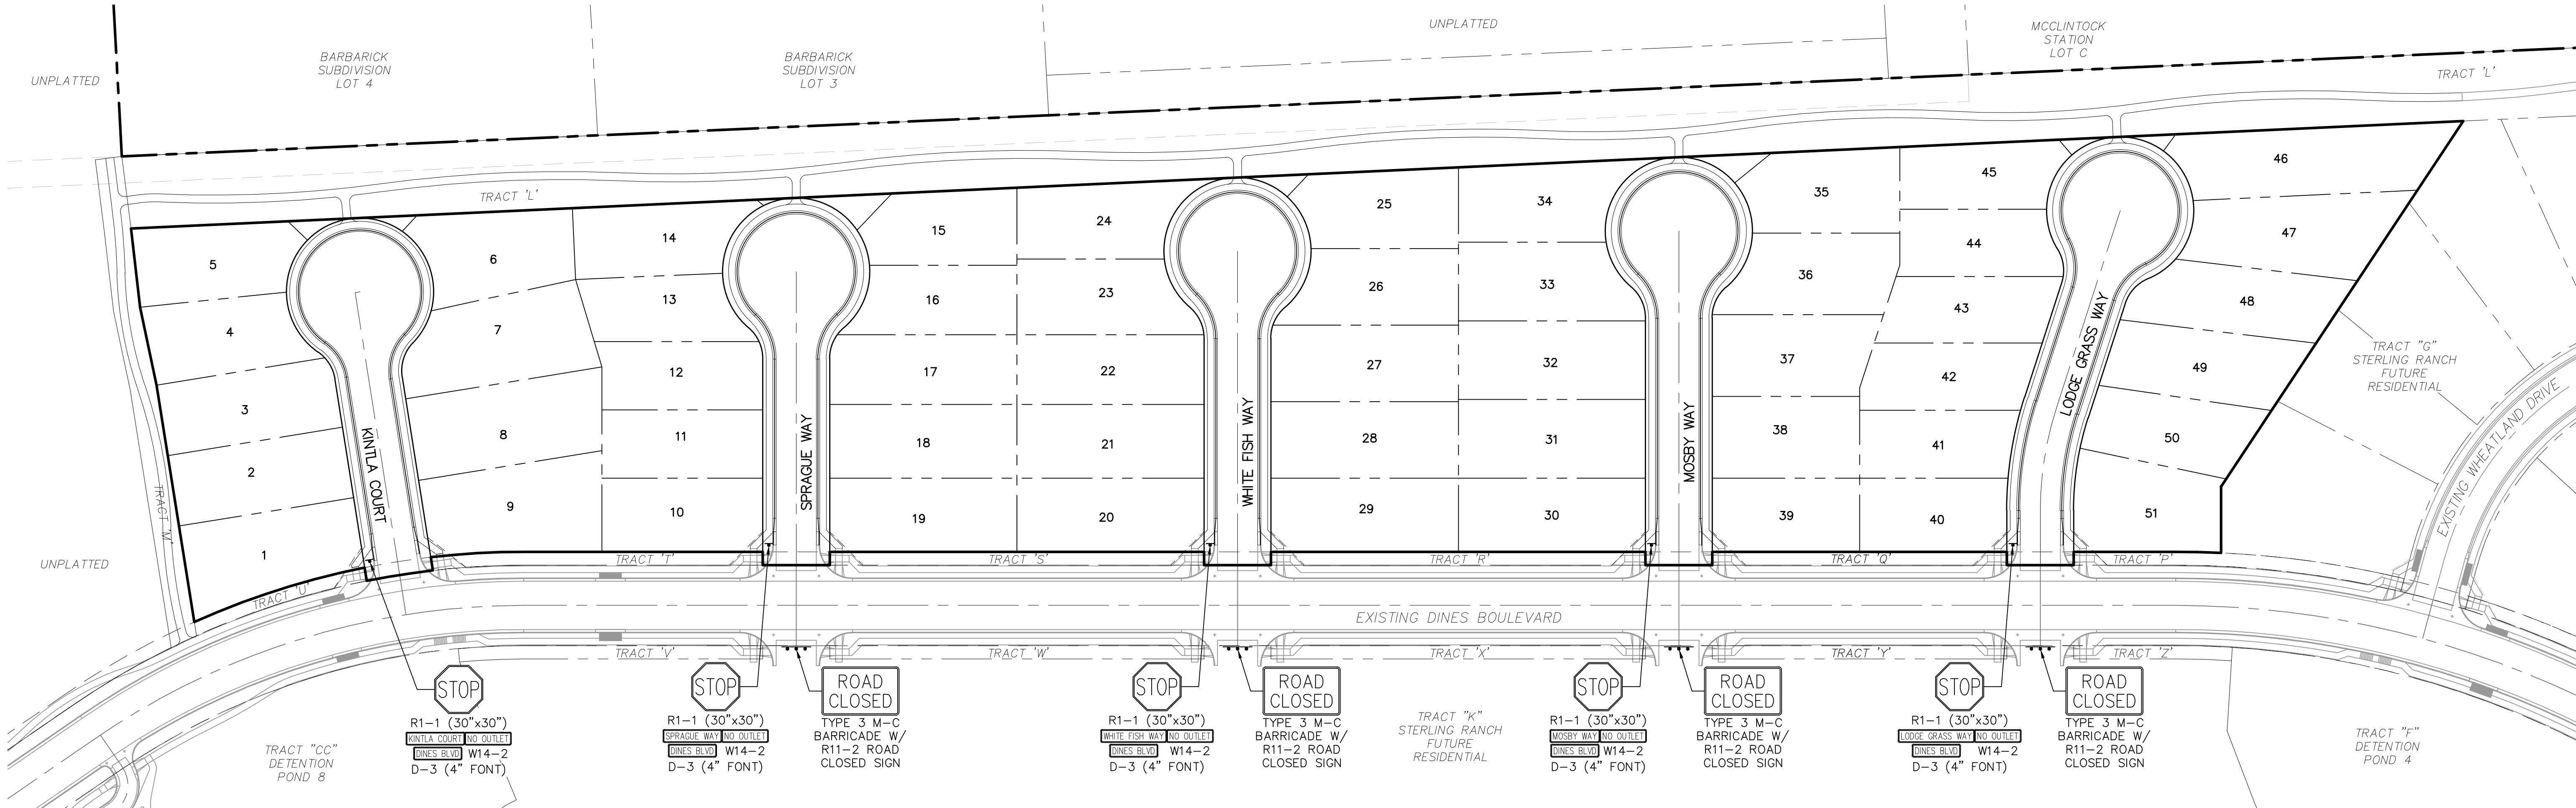 UNPLATTED
BARBARICK
SUBDIVISION
LOT 4
BARBARICK
SUBDIVISION
LOT 3
UNPLATTED
MCCLINTOCK
STATION
LOT C
TRACT 'L'
TRACT 'L'
5
4
3
2
1
6
7
8
9
14
13
12
11
10
15
16
17
18
19
24
23
22
21
20
25
26
27
28
29
34
33
32
31
30
35
36
37
38
39
45
44
43
42
41
40
46
47
48
49
50
51
KINTLA COURT
SPRAGUE WAY
WHITE FISH WAY
MOSBY WAY
LODGE GRASS WAY
TRACT "G"
STERLING RANCH
FUTURE
RESIDENTIAL
EXISTING WHEATLAND DRIVE
UNPLATTED
TRACT 'M'
TRACT 'U'
TRACT 'T'
TRACT 'S'
TRACT 'R'
TRACT 'Q'
TRACT 'P'
EXISTING DINES BOULEVARD
TRACT 'V'
TRACT 'W'
TRACT 'X'
TRACT 'Y'
TRACT 'Z'
TRACT "CC"
DETENTION
POND 8
STOP
R1-1 (30"x30")
KINTLA COURT NO OUTLET
DINES BLVD W14-2
D-3 (4" FONT)
STOP
R1-1 (30"x30")
SPRAGUE WAY NO OUTLET
DINES BLVD W14-2
D-3 (4" FONT)
ROAD
CLOSED
TYPE 3 M-C
BARRICADE W/
R11-2 ROAD
CLOSED SIGN
STOP
R1-1 (30"x30")
WHITE FISH WAY NO OUTLET
DINES BLVD W14-2
D-3 (4" FONT)
ROAD
CLOSED
TYPE 3 M-C
BARRICADE W/
R11-2 ROAD
CLOSED SIGN
TRACT "K"
STERLING RANCH
FUTURE
RESIDENTIAL
STOP
R1-1 (30"x30")
MOSBY WAY NO OUTLET
DINES BLVD W14-2
D-3 (4" FONT)
ROAD
CLOSED
TYPE 3 M-C
BARRICADE W/
R11-2 ROAD
CLOSED SIGN
STOP
R1-1 (30"x30")
LODGE GRASS WAY NO OUTLET
DINES BLVD W14-2
D-3 (4" FONT)
ROAD
CLOSED
TYPE 3 M-C
BARRICADE W/
R11-2 ROAD
CLOSED SIGN
TRACT "F"
DETENTION
POND 4